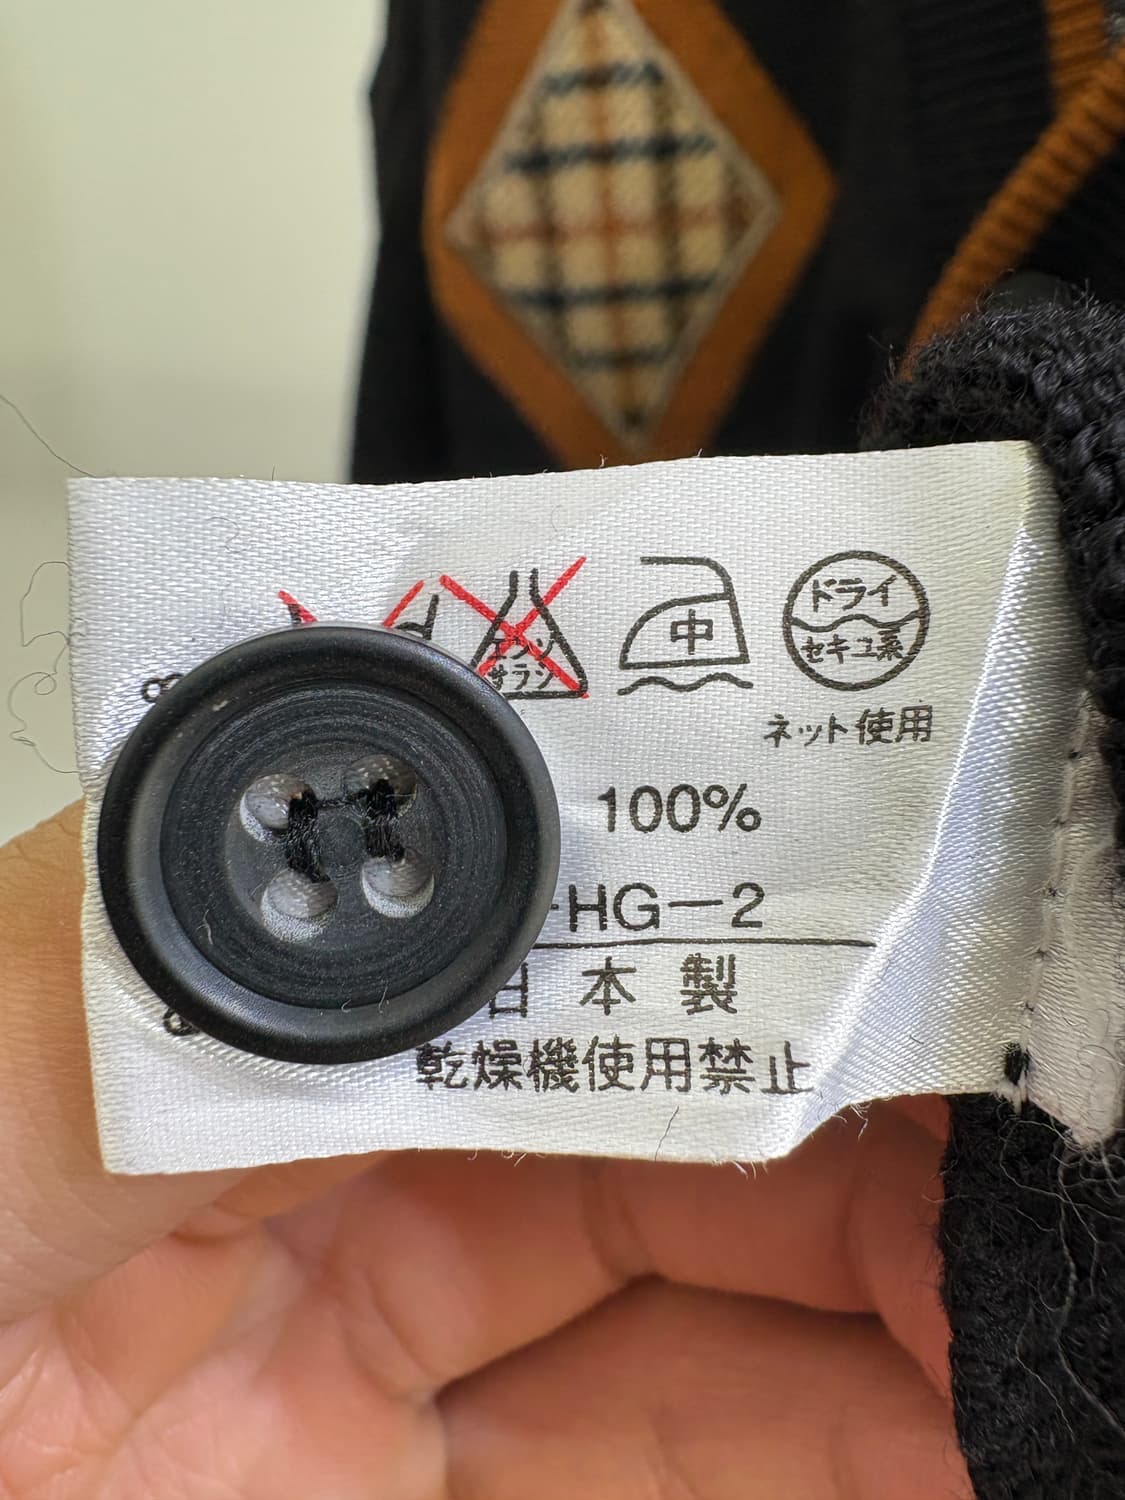 エンソ
サラシ
中
ドライ
セキユ系
ネット使用
100%
-HG-2
日本製
乾燥機使用禁止